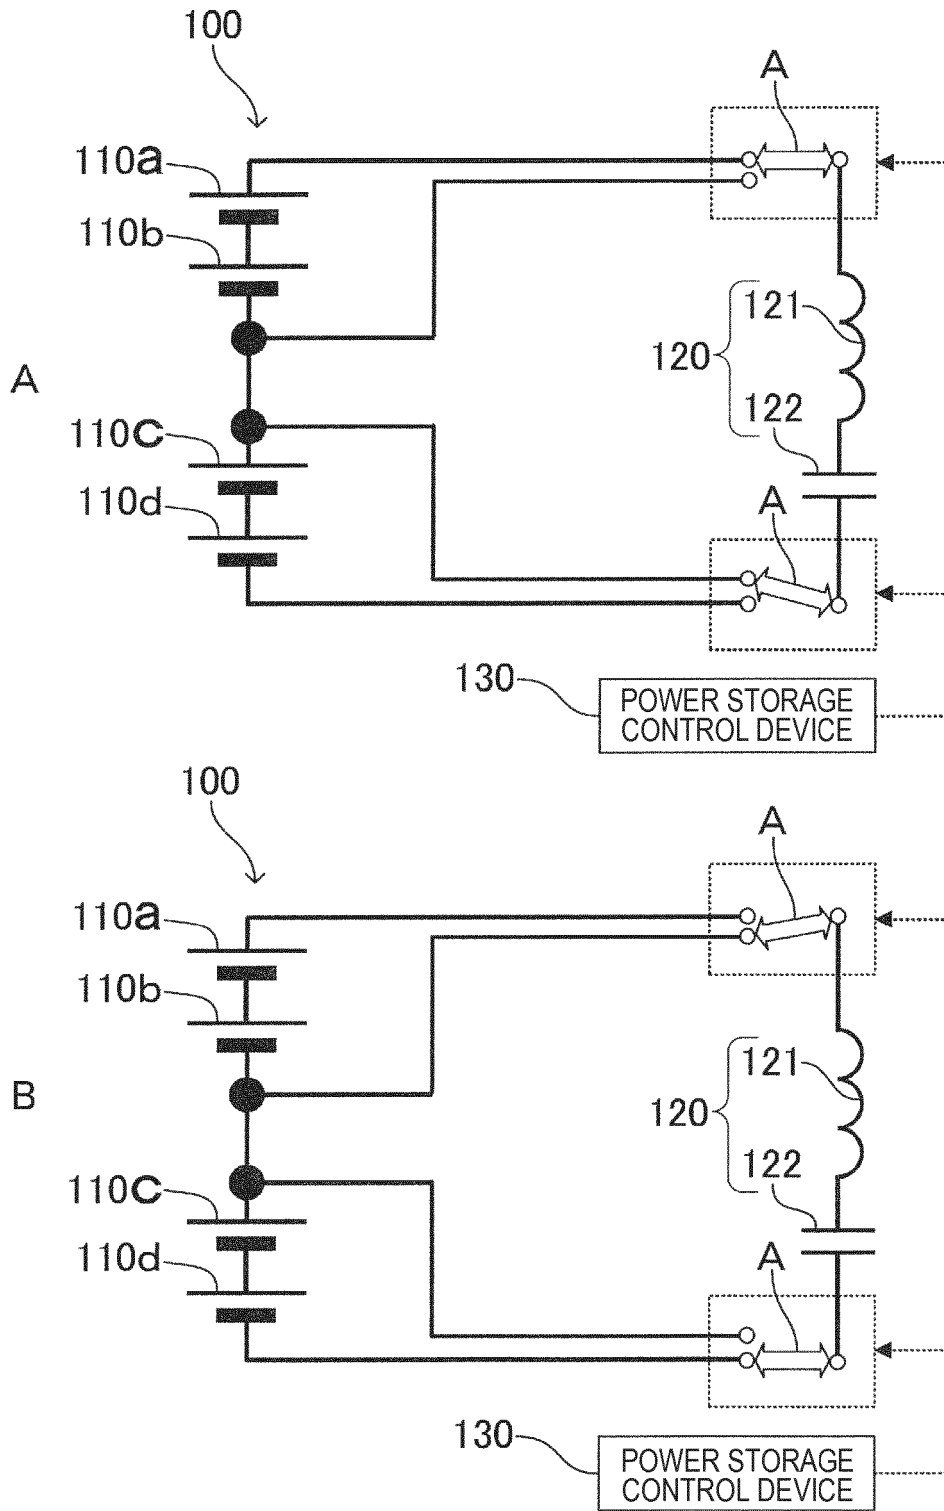 100
A
110a
110b
121
120
A
110c
122
110d
A
130
POWER STORAGE
CONTROL DEVICE
100
A
110a
110b
121
B
120
122
110c
110d
A
130
POWER STORAGE
CONTROL DEVICE